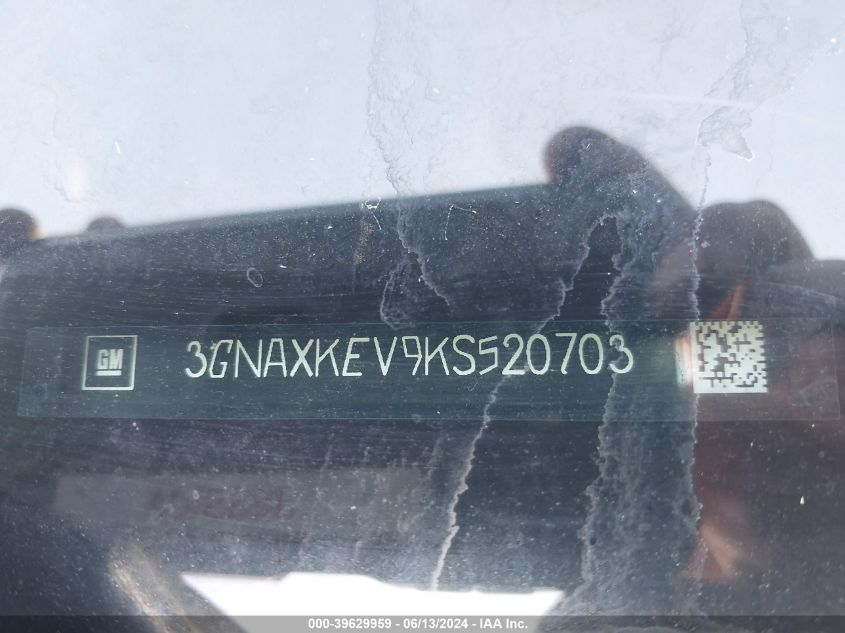 GM 3GNAXKEV9KS520703
000-39629959 - 06/13/2024 - IAA Inc.